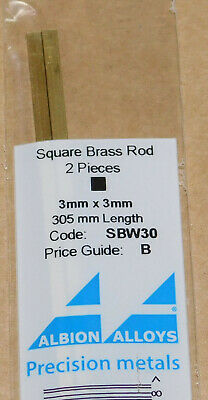 Square Brass Rod
2 Pieces
3mm x 3mm
305 mm Length
Code: SBW30
Price Guide: B
®
ALBION ALLOYS
Precision metals